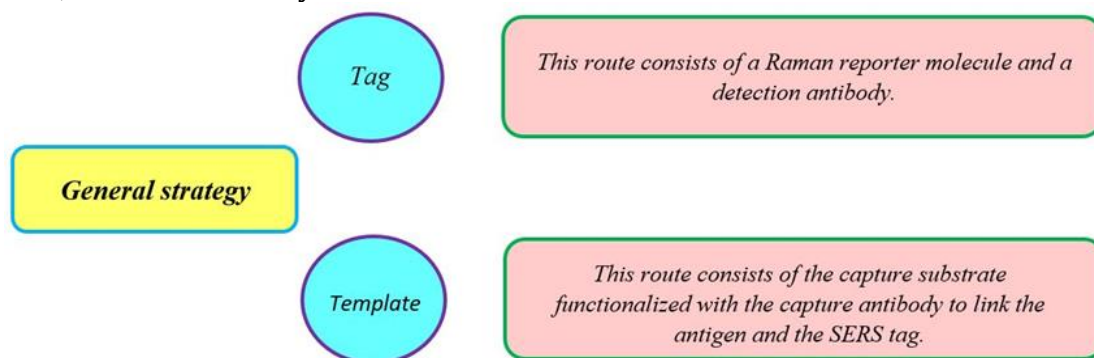 Tag
This route consists of a Raman reporter molecule and a
detection antibody.
General strategy
Template
This route consists of the capture substrate
functionalized with the capture antibody to link the
antigen and the SERS tag.